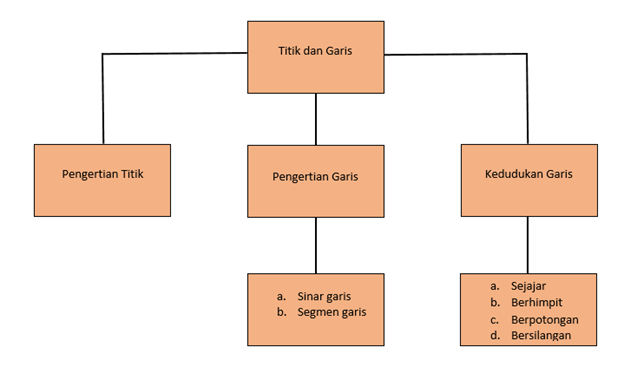 Titik dan Garis
Pengertian Titik
Pengertian Garis
Kedudukan Garis
a. Sinar garis
b. Segmen garis
a. Sejajar
b. Berhimpit
c. Berpotongan
d. Bersilangan